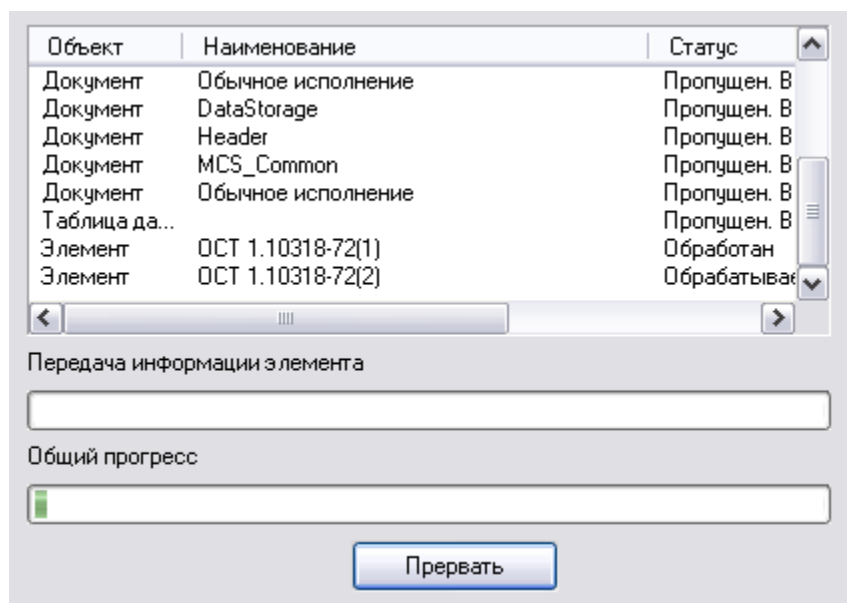 Объект Наименование Статус
Документ Обычное исполнение Пропущен. В
Документ DataStorage Пропущен. В
Документ Header Пропущен. В
Документ MCS_Common Пропущен. В
Документ Обычное исполнение Пропущен. В
Таблица да... Пропущен. В
Элемент ОСТ 1.10318-72(1) Обработан
Элемент ОСТ 1.10318-72(2) Обрабатывае
Передача информации элемента
Общий прогресс
Прервать